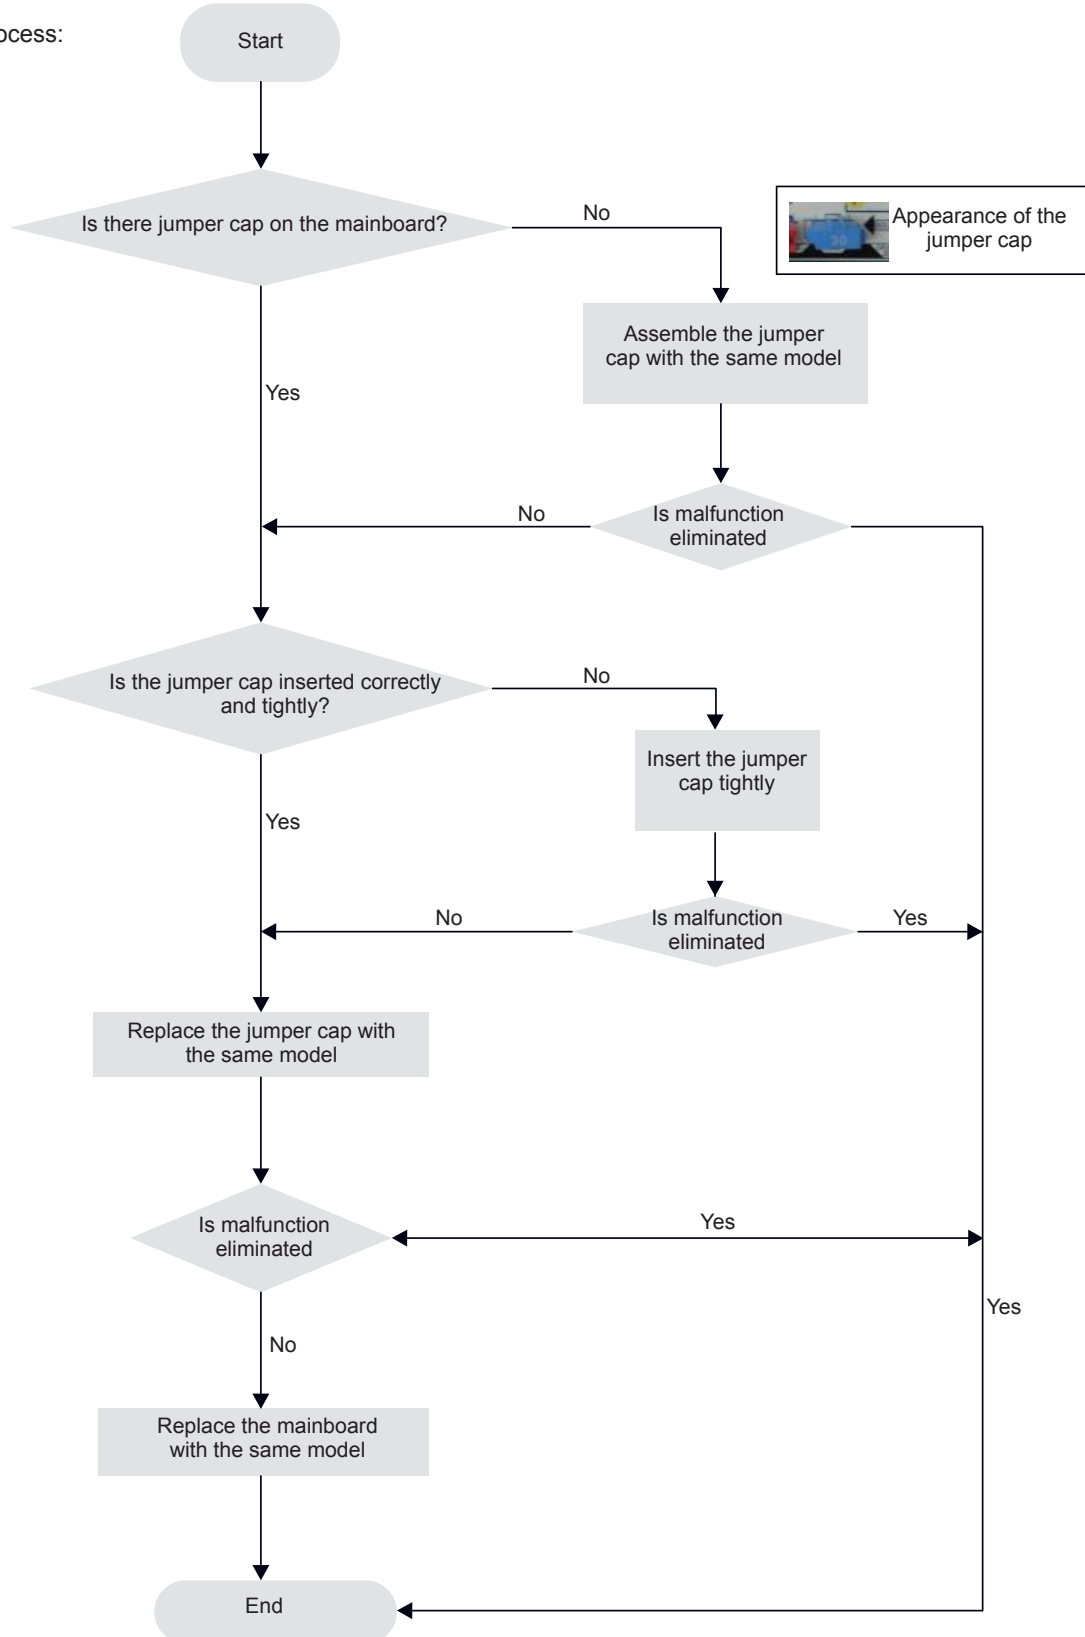 ocess:
Start
Is there jumper cap on the mainboard?
No
Appearance of the
jumper cap
30
Assemble the jumper
cap with the same model
Yes
No
Is malfunction
eliminated
Is the jumper cap inserted correctly
and tightly?
No
Insert the jumper
cap tightly
Yes
No
Is malfunction
eliminated
Yes
Replace the jumper cap with
the same model
Is malfunction
eliminated
Yes
Yes
No
Replace the mainboard
with the same model
End